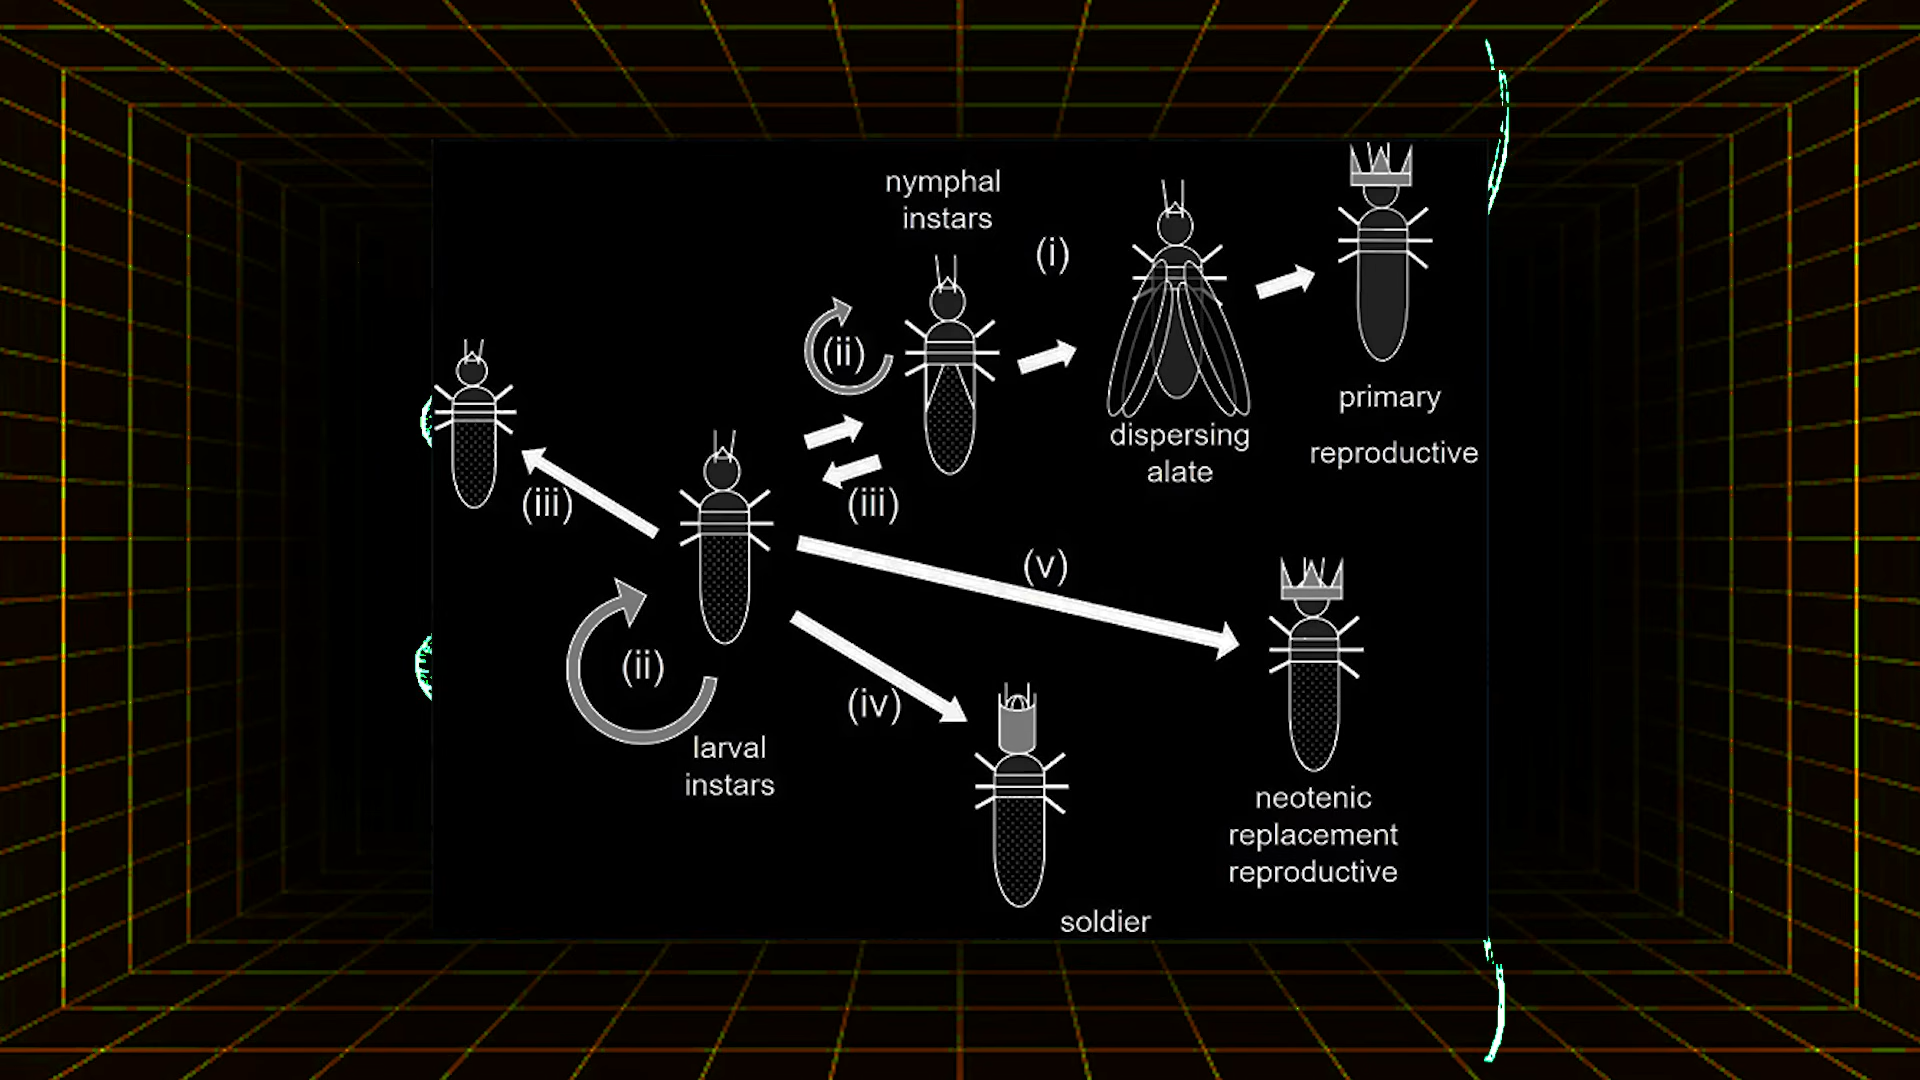 nymphal
instars
(i)
(ii)
primary
reproductive
dispersing
alate
(iii)
(iii)
(v)
(ii)
(iv)
larval
instars
neotenic
replacement
reproductive
soldier